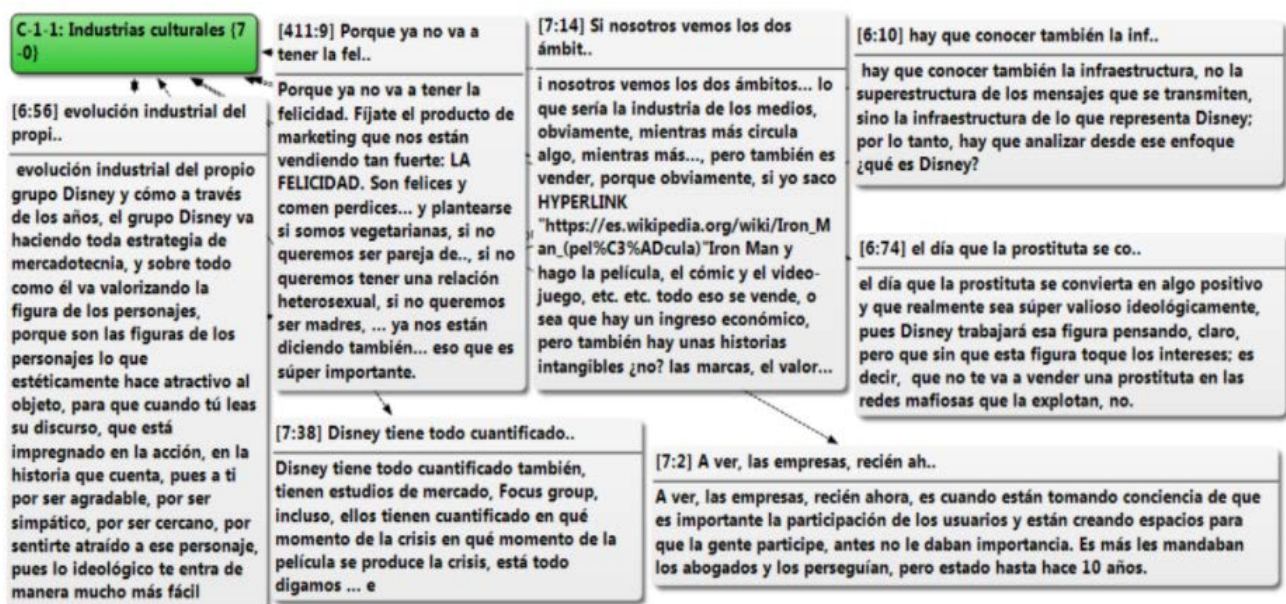 C-1-1: Industrias culturales {7
-0}
[6:56] evolución industrial del
propi..
evolución industrial del propio
grupo Disney y cómo a través
de los años, el grupo Disney va
haciendo toda estrategia de
mercadotecnia, y sobre todo
como él va valorizando la
figura de los personajes,
porque son las figuras de los
personajes lo que
estéticamente hace atractivo al
objeto, para que cuando tú leas
su discurso, que está
impregnado en la acción, en la
historia que cuenta, pues a ti
por ser agradable, por ser
simpático, por ser cercano, por
sentirte atraído a ese personaje,
pues lo ideológico te entra de
manera mucho más fácil
[411:9] Porque ya no va a
tener la fel..
Porque ya no va a tener la
felicidad. Fíjate el producto de
marketing que nos están
vendiendo tan fuerte: LA
FELICIDAD. Son felices y
comen perdices... y plantearse
si somos vegetarianas, si no
queremos ser pareja de.., si no
queremos tener una relación
heterosexual, si no queremos
ser madres, ... ya nos están
diciendo también... eso que es
súper importante.
[7:14] Si nosotros vemos los dos
ámbit..
i nosotros vemos los dos ámbitos... lo
que sería la industria de los medios,
obviamente, mientras más circula
algo, mientras más..., pero también es
vender, porque obviamente, si yo saco
HYPERLINK
"https://es.wikipedia.org/wiki/Iron_M
an_(pel%C3%ADcula)"Iron Man y
hago la película, el cómic y el video-
juego, etc. etc. todo eso se vende, o
sea que hay un ingreso económico,
pero también hay unas historias
intangibles ¿no? las marcas, el valor...
[6:10] hay que conocer también la inf..
hay que conocer también la infraestructura, no la
superestructura de los mensajes que se transmiten,
sino la infraestructura de lo que representa Disney;
por lo tanto, hay que analizar desde ese enfoque
¿qué es Disney?
[6:74] el día que la prostituta se co..
el día que la prostituta se convierta en algo positivo
y que realmente sea súper valioso ideológicamente,
pues Disney trabajará esa figura pensando, claro,
pero que sin que esta figura toque los intereses; es
decir, que no te va a vender una prostituta en las
redes mafiosas que la explotan, no.
[7:38] Disney tiene todo cuantificado..
Disney tiene todo cuantificado también,
tienen estudios de mercado, Focus group,
incluso, ellos tienen cuantificado en qué
momento de la crisis en qué momento de la
película se produce la crisis, está todo
digamos ... e
[7:2] A ver, las empresas, recién ah..
A ver, las empresas, recién ahora, es cuando están tomando conciencia de que
es importante la participación de los usuarios y están creando espacios para
que la gente participe, antes no le daban importancia. Es más les mandaban
los abogados y los perseguían, pero estado hasta hace 10 años.